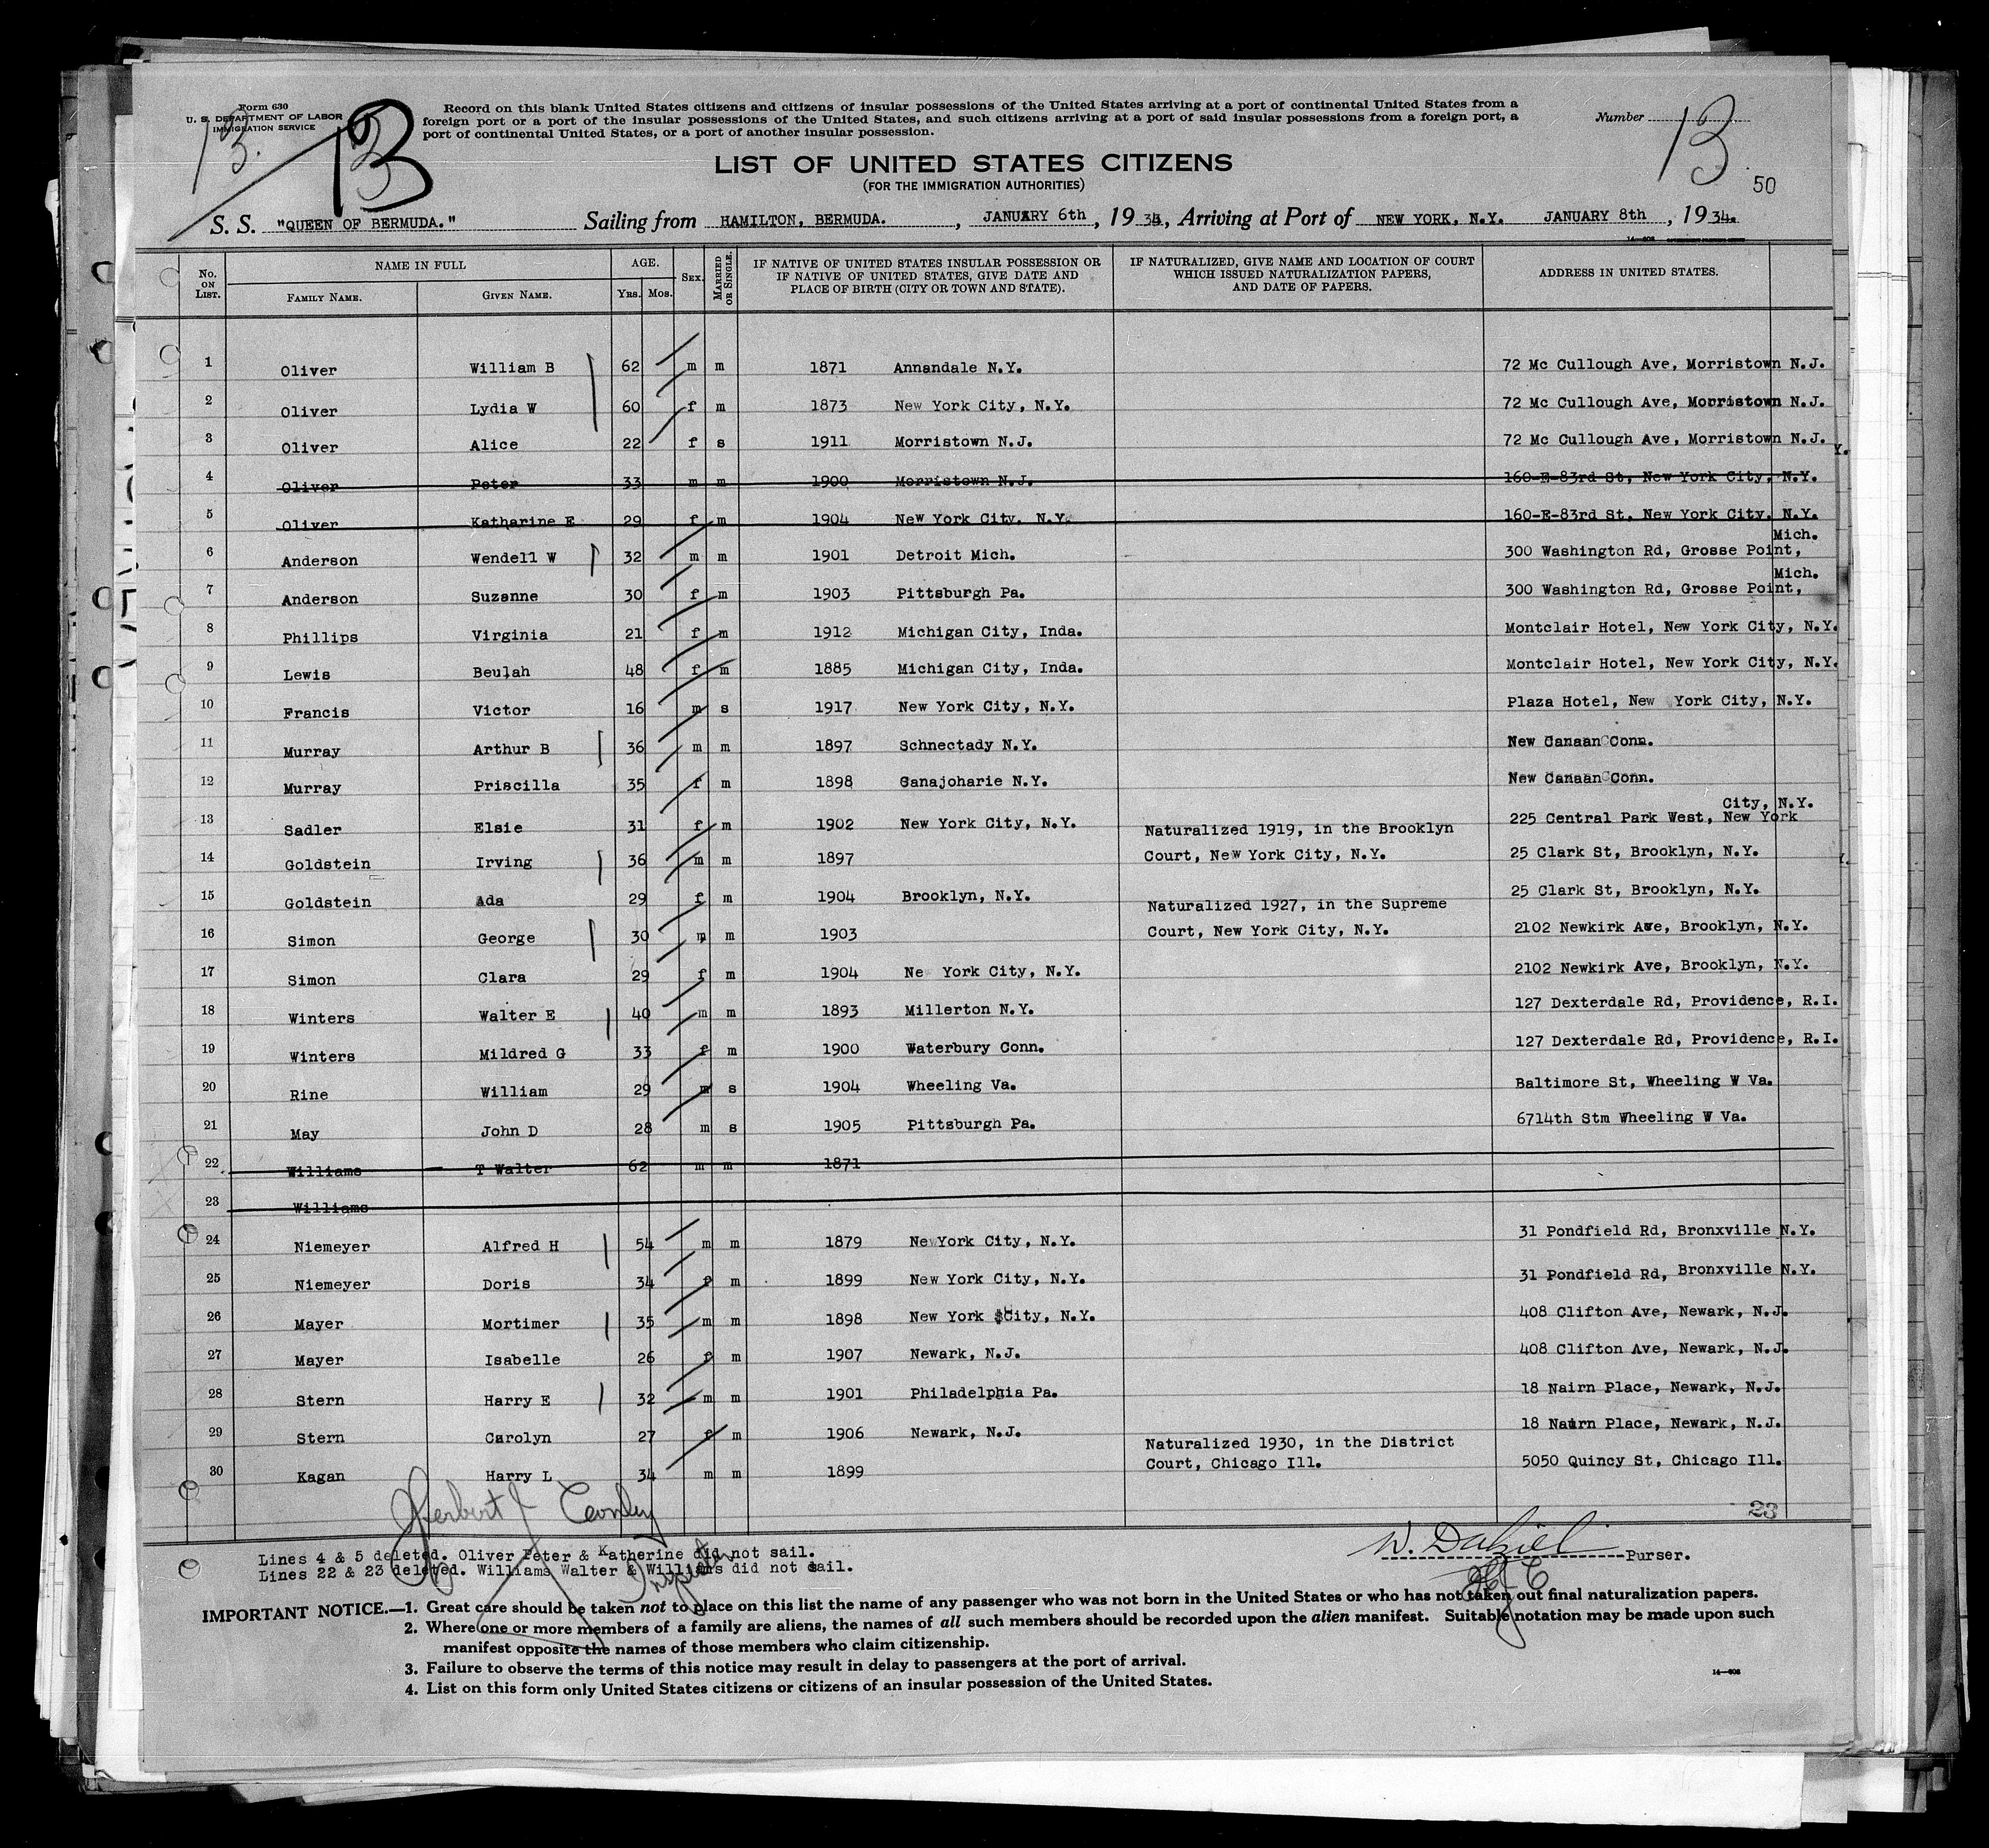 Form 630
U. S. DEPARTMENT OF LABOR
IMMIGRATION SERVICE
13.
13
Record on this blank United States citizens and citizens of insular possessions of the United States arriving at a port of continental United States from a
foreign port or a port of the insular possessions of the United States, and such citizens arriving at a port of said insular possessions from a foreign port, a
port of continental United States, or a port of another insular possession.
Number 13
50
LIST OF UNITED STATES CITIZENS
(FOR THE IMMIGRATION AUTHORITIES)
S. S. "QUEEN OF BERMUDA." Sailing from HAMILTON, BERMUDA. , JANUARY 6th , 1934, Arriving at Port of NEW YORK, N.Y. JANUARY 8th , 1934.
No. ON LIST. NAME IN FULL FAMILY NAME. GIVEN NAME. AGE. YRS. MOS. SEX. MARRIED OR SINGLE. IF NATIVE OF UNITED STATES INSULAR POSSESSION OR IF NATIVE OF UNITED STATES, GIVE DATE AND PLACE OF BIRTH (CITY OR TOWN AND STATE). IF NATURALIZED, GIVE NAME AND LOCATION OF COURT WHICH ISSUED NATURALIZATION PAPERS, AND DATE OF PAPERS. ADDRESS IN UNITED STATES.
1 Oliver William B 62 m m 1871 Annandale N.Y. 72 Mc Cullough Ave, Morristown N.J.
2 Oliver Lydia W 60 f m 1873 New York City, N.Y. 72 Mc Cullough Ave, Morristown N.J.
3 Oliver Alice 22 f s 1911 Morristown N.J. 72 Mc Cullough Ave, Morristown N.J.
4 Oliver Peter 33 m m 1900 Morristown N.J. 160-E-83rd St, New York City, N.Y.
5 Oliver Katharine E 29 f m 1904 New York City, N.Y. 160-E-83rd St, New York City, N.Y.
6 Anderson Wendell W 32 m m 1901 Detroit Mich. 300 Washington Rd, Grosse Point, Mich.
7 Anderson Suzanne 30 f m 1903 Pittsburgh Pa. 300 Washington Rd, Grosse Point, Mich.
8 Phillips Virginia 21 f m 1912 Michigan City, Inda. Montclair Hotel, New York City, N.Y.
9 Lewis Beulah 48 f m 1885 Michigan City, Inda. Montclair Hotel, New York City, N.Y.
10 Francis Victor 16 m s 1917 New York City, N.Y. Plaza Hotel, New York City, N.Y.
11 Murray Arthur B 36 m m 1897 Schnectady N.Y. New Canaan Conn.
12 Murray Priscilla 35 f m 1898 Canajoharie N.Y. New Canaan Conn.
13 Sadler Elsie 31 f m 1902 New York City, N.Y. 225 Central Park West, New York City, N.Y.
14 Goldstein Irving 36 m m 1897 Naturalized 1919, in the Brooklyn Court, New York City, N.Y. 25 Clark St, Brooklyn, N.Y.
15 Goldstein Ada 29 f m 1904 Brooklyn, N.Y. 25 Clark St, Brooklyn, N.Y.
16 Simon George 30 m m 1903 Naturalized 1927, in the Supreme Court, New York City, N.Y. 2102 Newkirk Ave, Brooklyn, N.Y.
17 Simon Clara 29 f m 1904 Ne York City, N.Y. 2102 Newkirk Ave, Brooklyn, N.Y.
18 Winters Walter E 40 m m 1893 Millerton N.Y. 127 Dexterdale Rd, Providence, R.I.
19 Winters Mildred G 33 f m 1900 Waterbury Conn. 127 Dexterdale Rd, Providence, R.I.
20 Rine William 29 m s 1904 Wheeling Va. Baltimore St, Wheeling W Va.
21 May John D 28 m s 1905 Pittsburgh Pa. 6714th Stm Wheeling W Va.
22 Williams T Walter 62 m m 1871
23 Williams
24 Niemeyer Alfred H 54 m m 1879 New York City, N.Y. 31 Pondfield Rd, Bronxville N.Y.
25 Niemeyer Doris 34 f m 1899 New York City, N.Y. 31 Pondfield Rd, Bronxville N.Y.
26 Mayer Mortimer 35 m m 1898 New York City, N.Y. 408 Clifton Ave, Newark, N.J.
27 Mayer Isabelle 26 f m 1907 Newark, N.J. 408 Clifton Ave, Newark, N.J.
28 Stern Harry E 32 m m 1901 Philadelphia Pa. 18 Nairn Place, Newark, N.J.
29 Stern Carolyn 27 f m 1906 Newark, N.J. 18 Nairn Place, Newark, N.J.
30 Kagan Harry L 34 m m 1899 Naturalized 1930, in the District Court, Chicago Ill. 5050 Quincy St, Chicago Ill.
23
Herbert J
Inspector
Lines 4 & 5 deleted. Oliver Peter & Katherine did not sail.
Lines 22 & 23 deleted. Williams Walter & Williams did not sail.
W. Dalziel Purser.
IMPORTANT NOTICE.—1. Great care should be taken not to place on this list the name of any passenger who was not born in the United States or who has not taken out final naturalization papers.
2. Where one or more members of a family are aliens, the names of all such members should be recorded upon the alien manifest. Suitable notation may be made upon such
manifest opposite the names of those members who claim citizenship.
3. Failure to observe the terms of this notice may result in delay to passengers at the port of arrival.
4. List on this form only United States citizens or citizens of an insular possession of the United States.
14—608